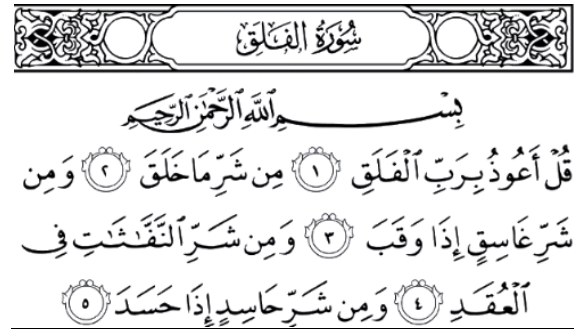 سُورَةُ الفَلَقِ
بِسۡمِ ٱللَّهِ ٱلرَّحۡمَٰنِ ٱلرَّحِيمِ
قُلۡ أَعُوذُ بِرَبِّ ٱلۡفَلَقِ ١ مِن شَرِّ مَا خَلَقَ ٢ وَمِن
شَرِّ غَاسِقٍ إِذَا وَقَبَ ٣ وَمِن شَرِّ ٱلنَّفَّٰثَٰتِ فِي
ٱلۡعُقَدِ ٤ وَمِن شَرِّ حَاسِدٍ إِذَا حَسَدَ ٥